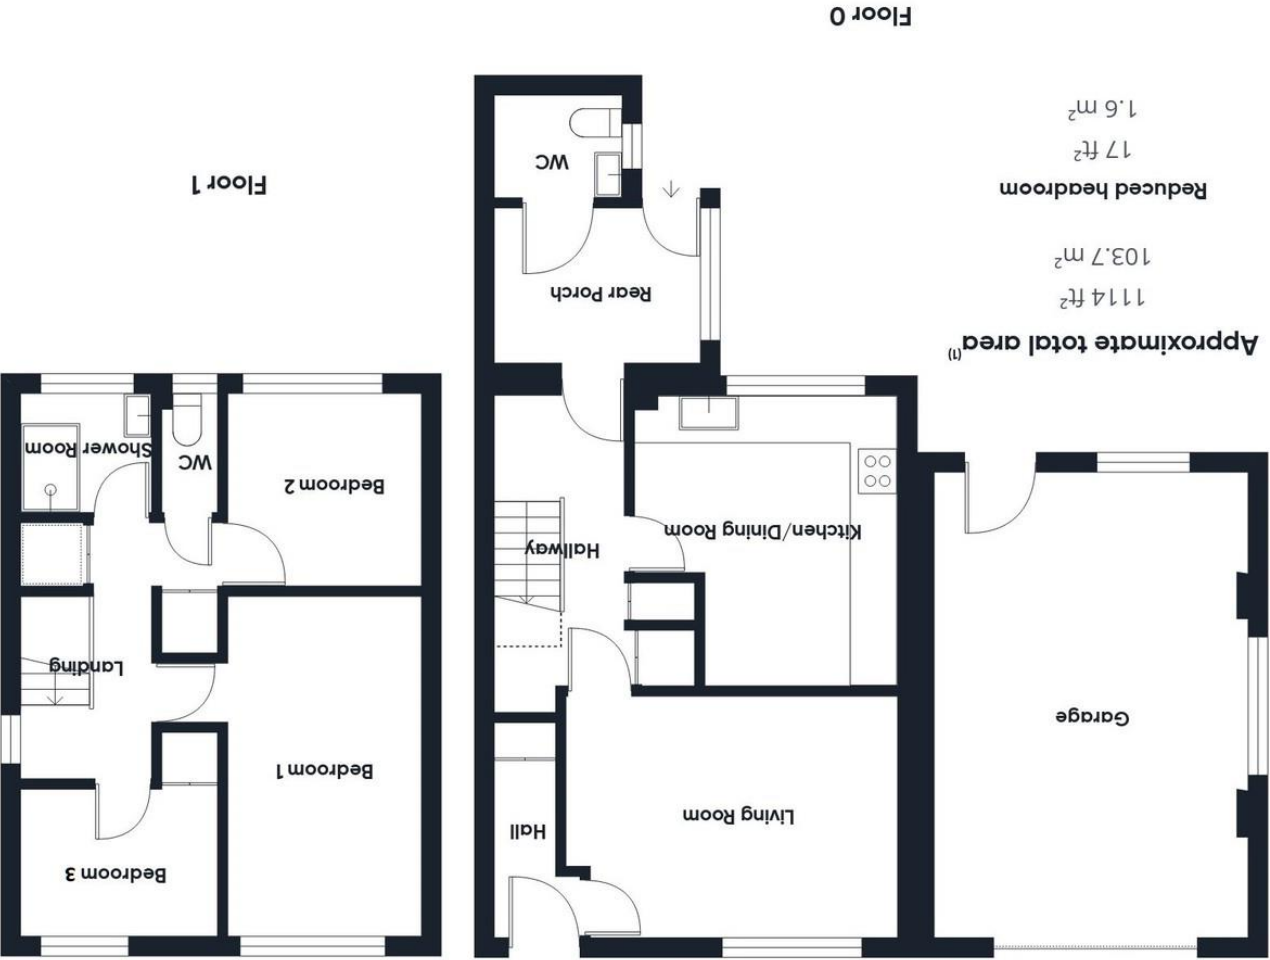 Garage
Living Room
Hall
Kitchen/Dining Room
Hallway
Rear Porch
WC
Floor 0
Bedroom 3
Bedroom 1
Landing
Bedroom 2
WC
Shower Room
Floor 1
Approximate total area(1)
1114 ft²
103.7 m²
Reduced headroom
17 ft²
1.6 m²